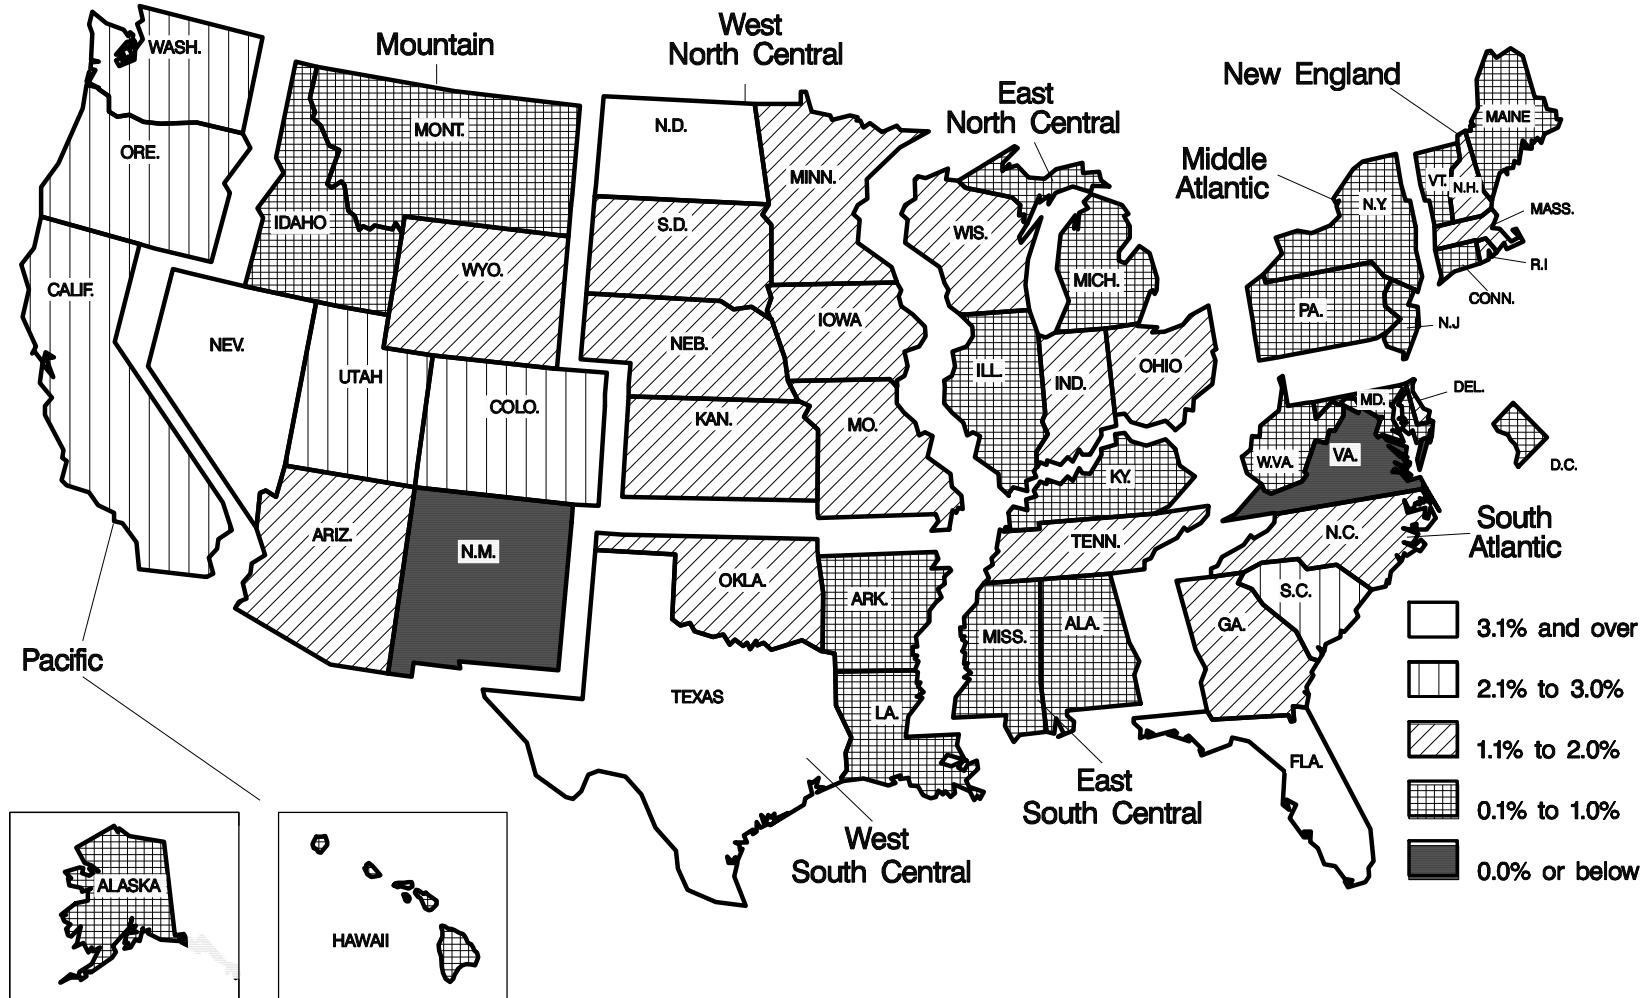 West
North Central
Mountain
WASH.
ORE.
CALIF.
NEV.
IDAHO
MONT.
WYO.
UTAH
COLO.
ARIZ.
N.M.
N.D.
S.D.
NEB.
KAN.
MINN.
IOWA
MO.
OKLA.
TEXAS
ARK.
LA.
East
North Central
WIS.
MICH.
ILL.
IND.
OHIO
KY.
TENN.
MISS.
ALA.
New England
MAINE
VT.
N.H.
MASS.
R.I
CONN.
Middle
Atlantic
N.Y.
PA.
N.J
DEL.
MD.
D.C.
W.VA.
VA.
N.C.
S.C.
GA.
FLA.
South
Atlantic
East
South Central
West
South Central
Pacific
ALASKA
HAWAII
3.1% and over
2.1% to 3.0%
1.1% to 2.0%
0.1% to 1.0%
0.0% or below